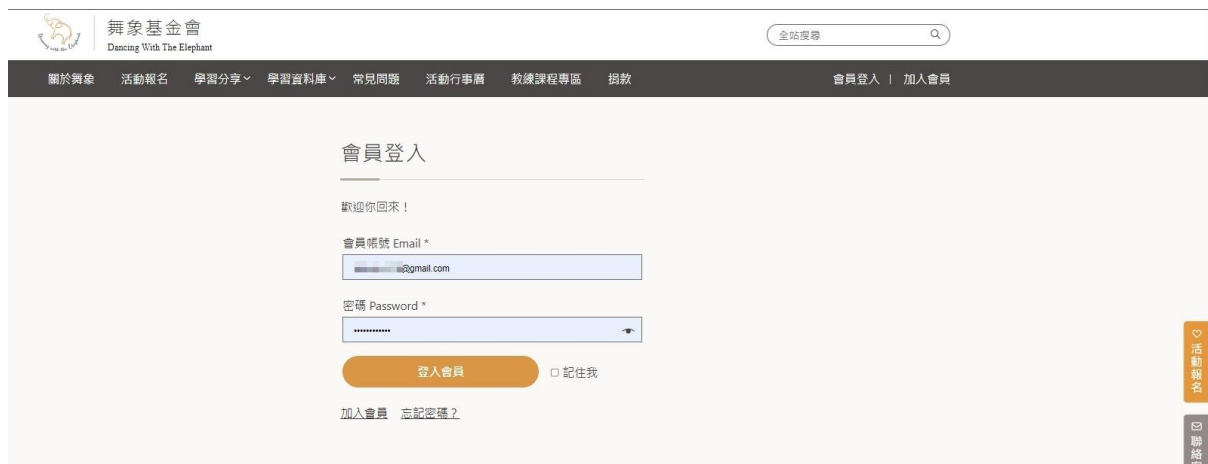 舞象基金會
Dancing With The Elephant
全站搜尋
關於舞象 活動報名 學習分享 學習資料庫 常見問題 活動行事曆 教練課程專區 捐款 會員登入 | 加入會員
會員登入
歡迎你回來！
會員帳號 Email *
@gmail.com
密碼 Password *
登入會員 記住我
加入會員 忘記密碼？
活動報名
聯絡